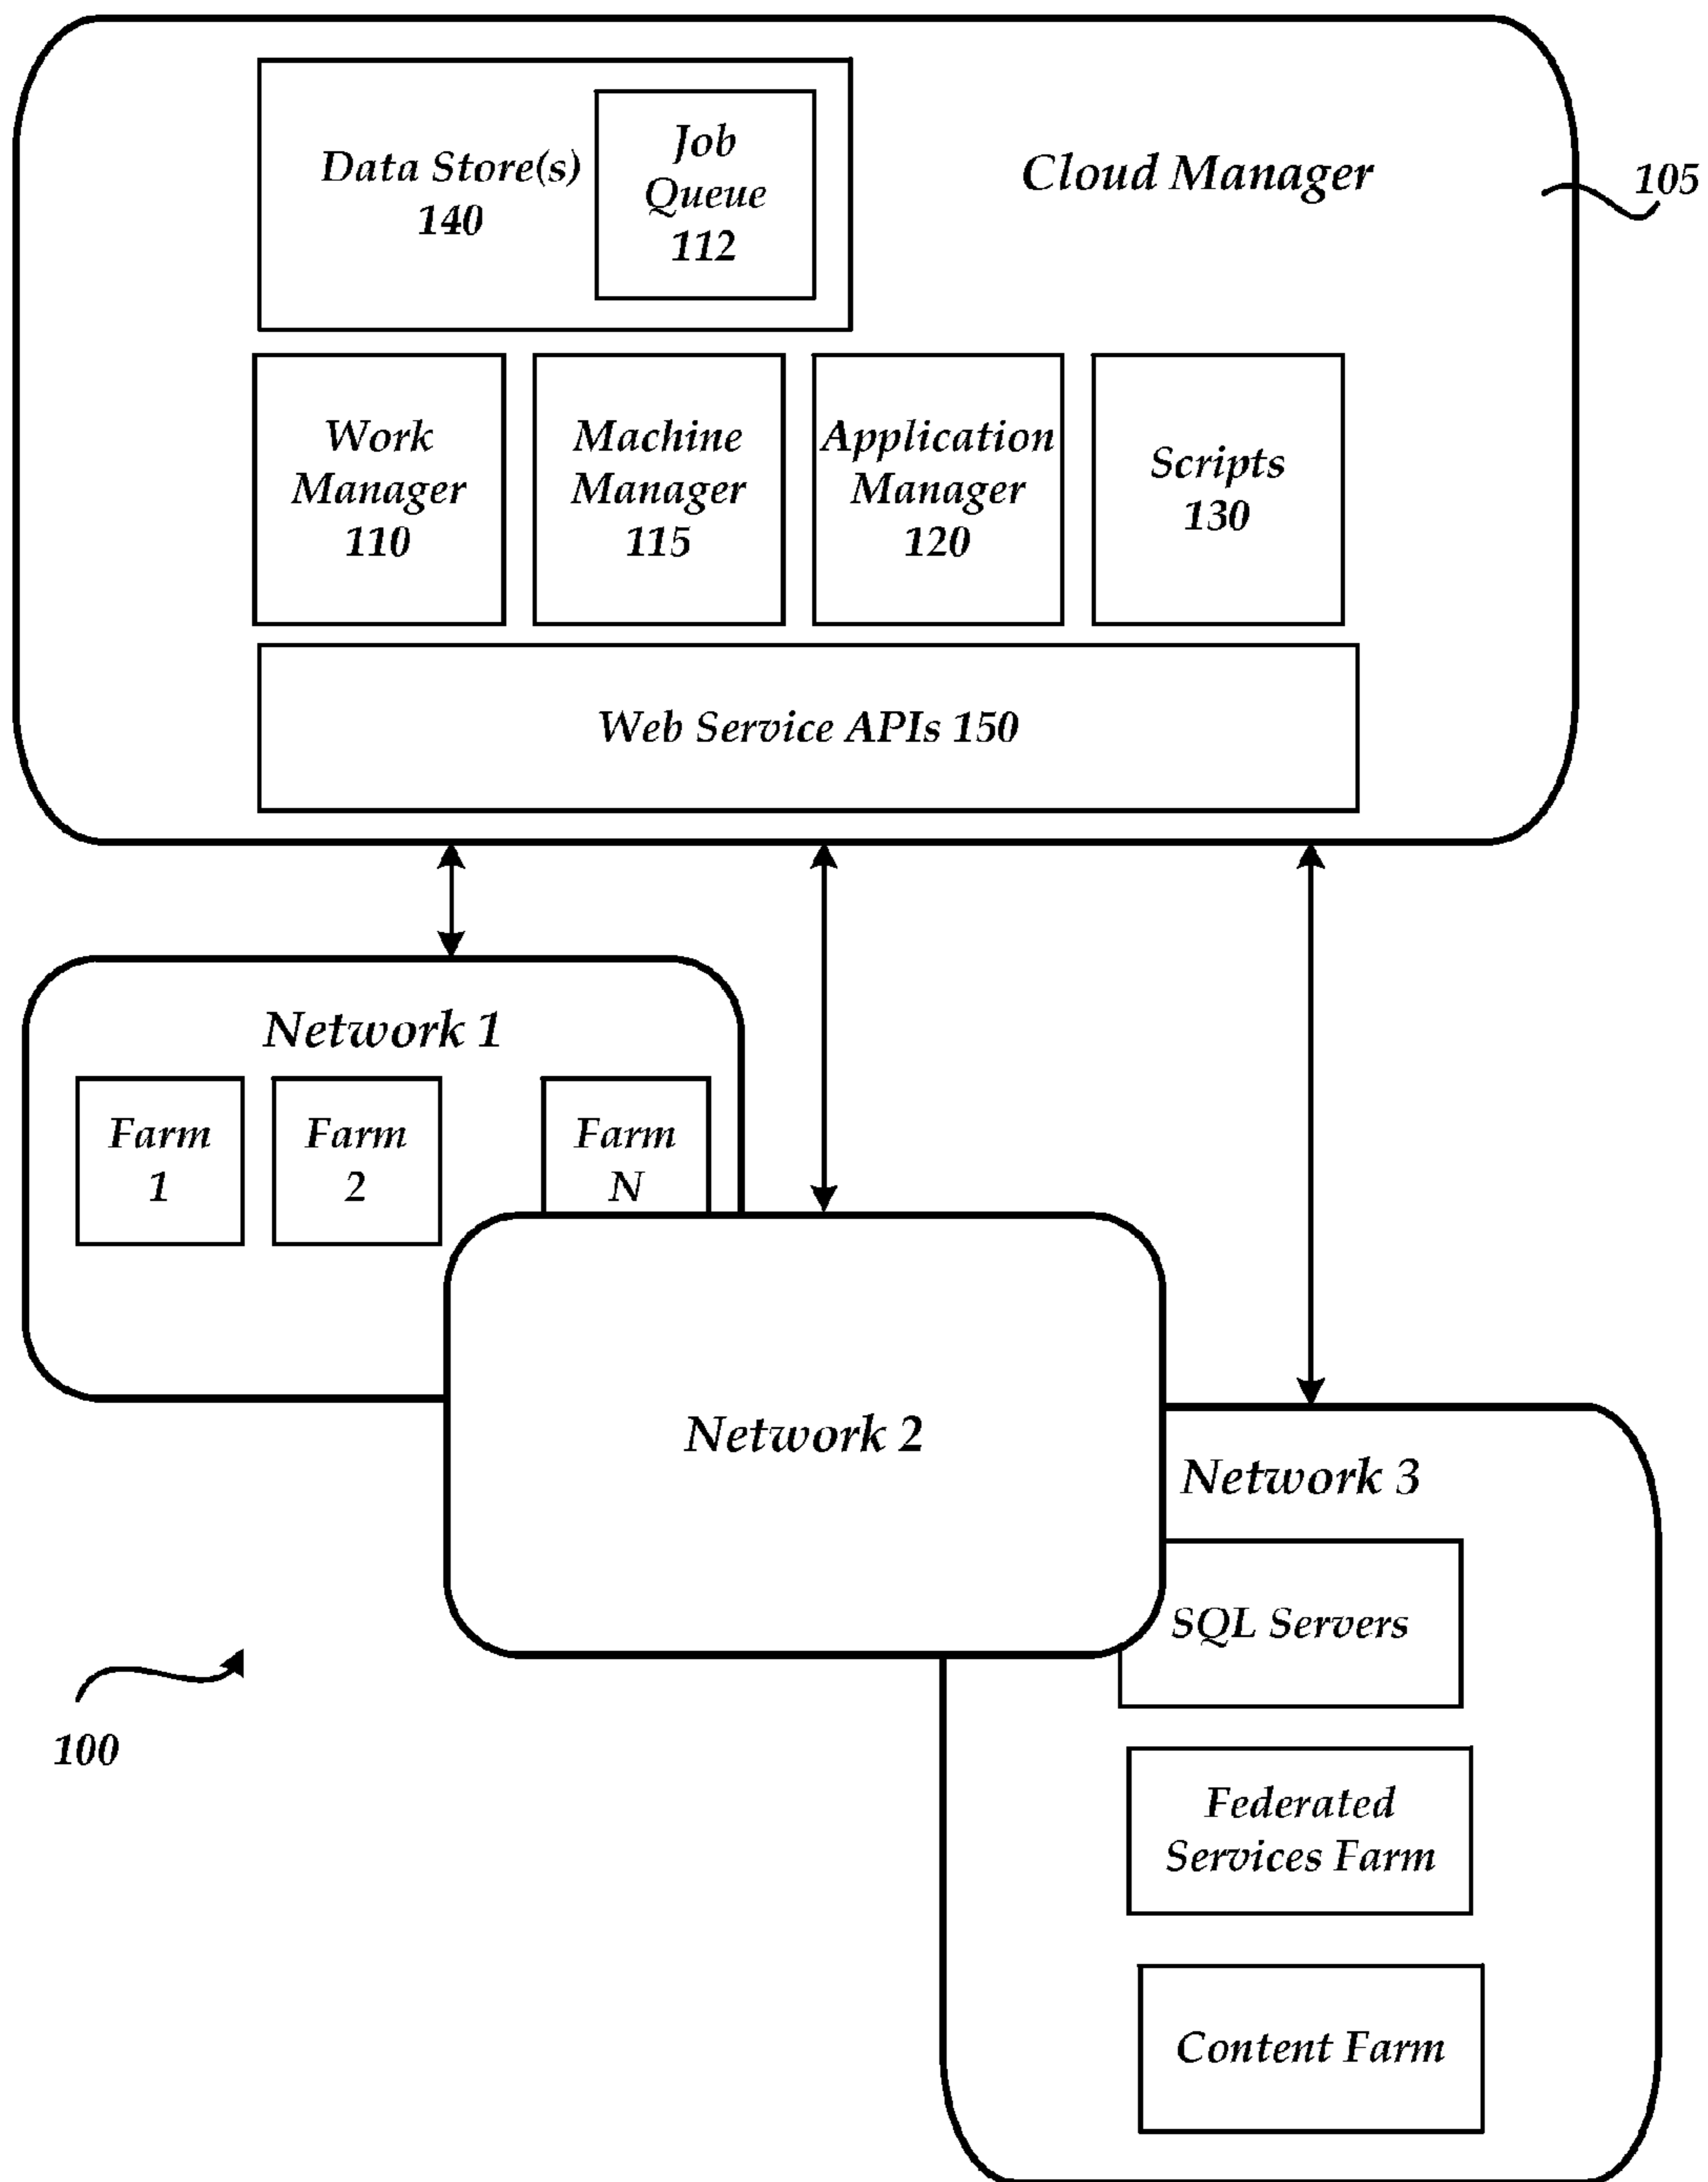 Data Store(s)
140
Job
Queue
112
Cloud Manager
105
Work
Manager
110
Machine
Manager
115
Application
Manager
120
Scripts
130
Web Service APIs 150
Network 1
Farm
1
Farm
2
Farm
N
Network 2
Network 3
SQL Servers
Federated
Services Farm
Content Farm
100